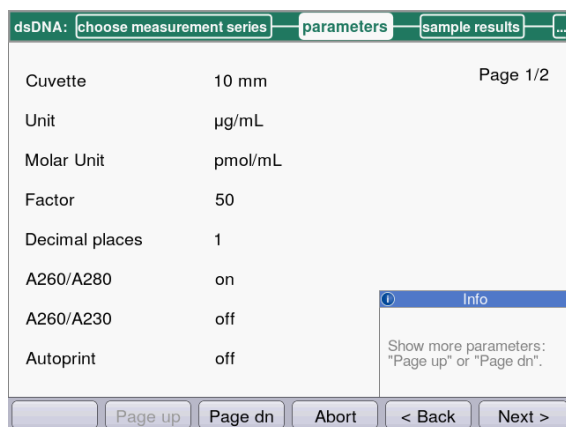 dsDNA: choose measurement series parameters sample results ...
Page 1/2
Cuvette 10 mm
Unit µg/mL
Molar Unit pmol/mL
Factor 50
Decimal places 1
A260/A280 on
A260/A230 off
Autoprint off
Info
Show more parameters:
"Page up" or "Page dn".
Page up Page dn Abort < Back Next >